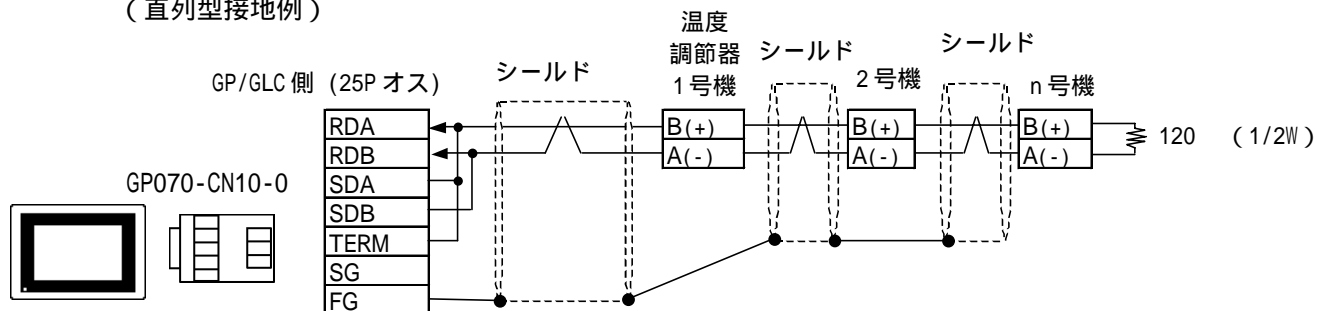 （直列型接地例）
温度
調節器
1号機
シールド
シールド
シールド
2号機
n号機
GP/GLC側 (25Pオス)
RDA
RDB
SDA
SDB
TERM
SG
FG
B(+)
A(-)
B(+)
A(-)
B(+)
A(-)
120 （1/2W）
GP070-CN10-0